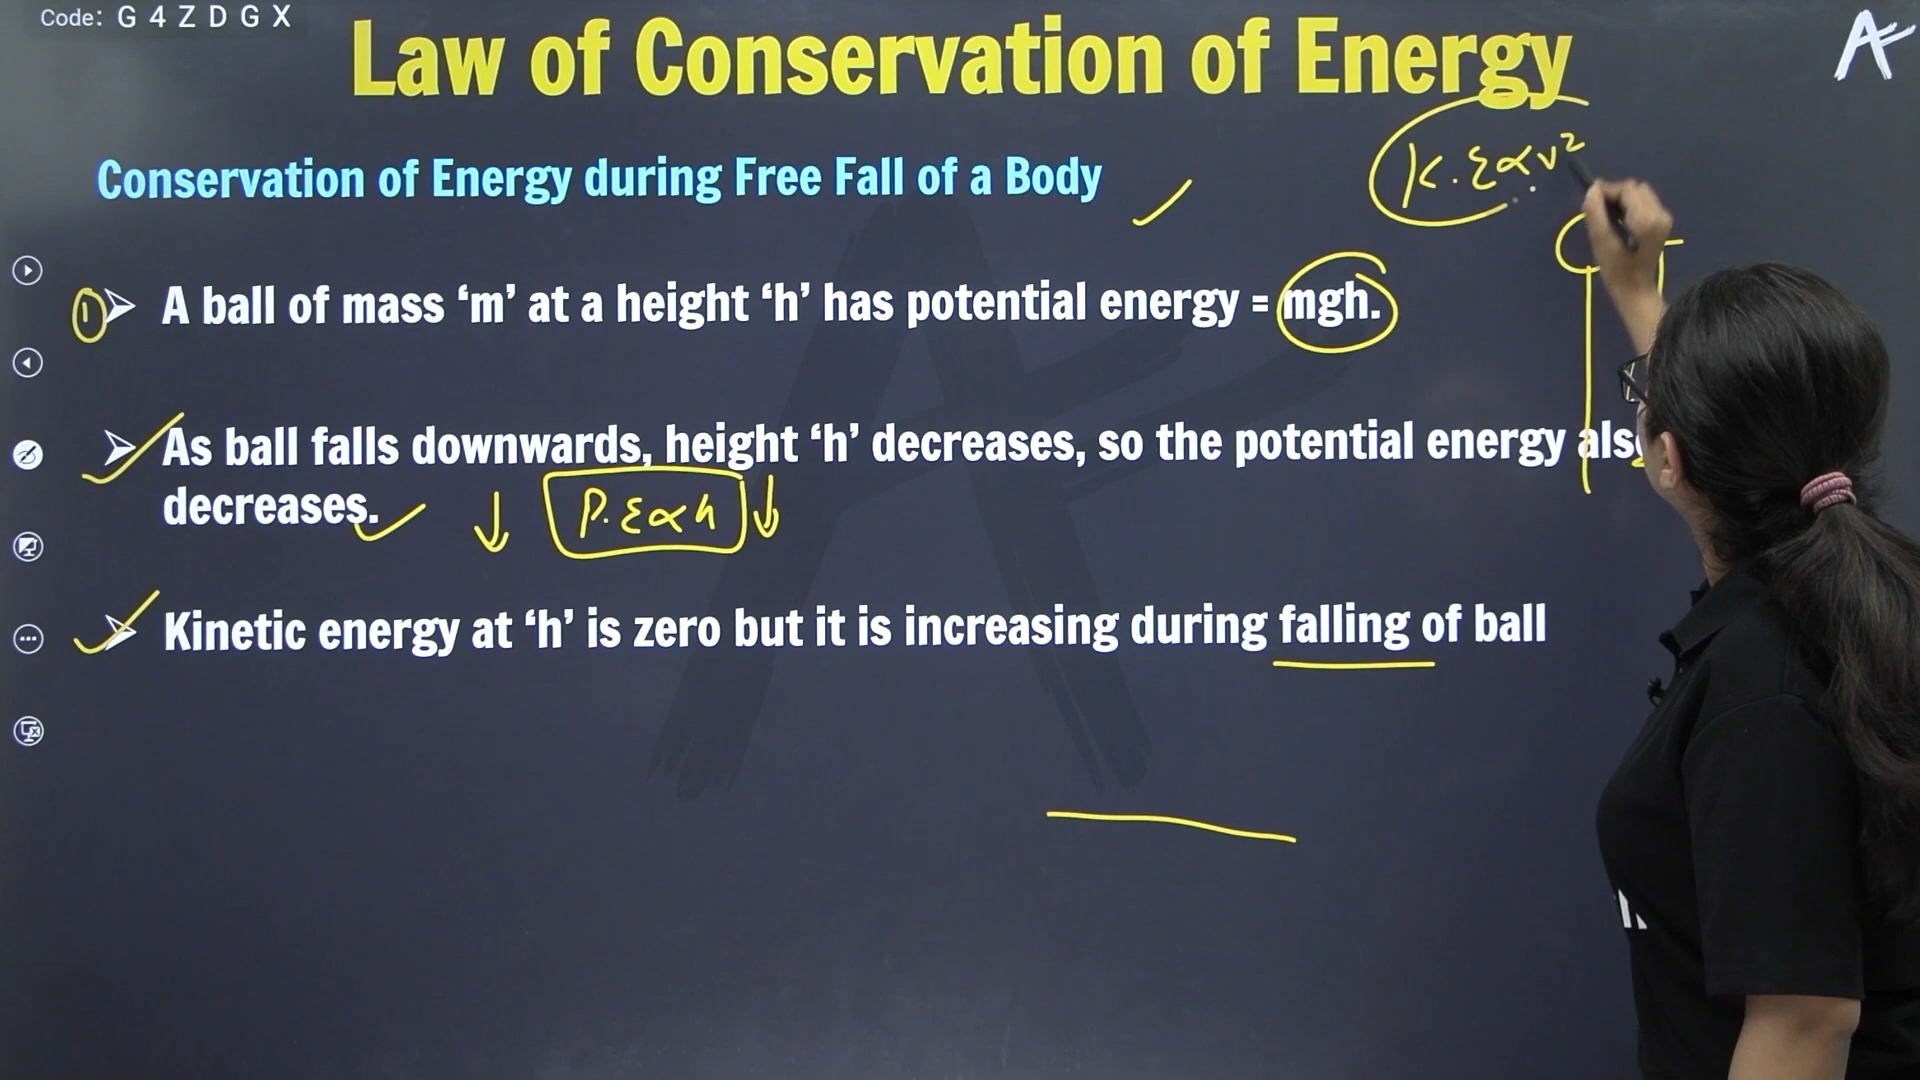 Code: G 4 Z D G X
Law of Conservation of Energy
K.E∝v²
Conservation of Energy during Free Fall of a Body
① A ball of mass ‘m’ at a height ‘h’ has potential energy = mgh.
As ball falls downwards, height ‘h’ decreases, so the potential energy also
decreases.
↓ P.E∝h ↓
Kinetic energy at ‘h’ is zero but it is increasing during falling of ball